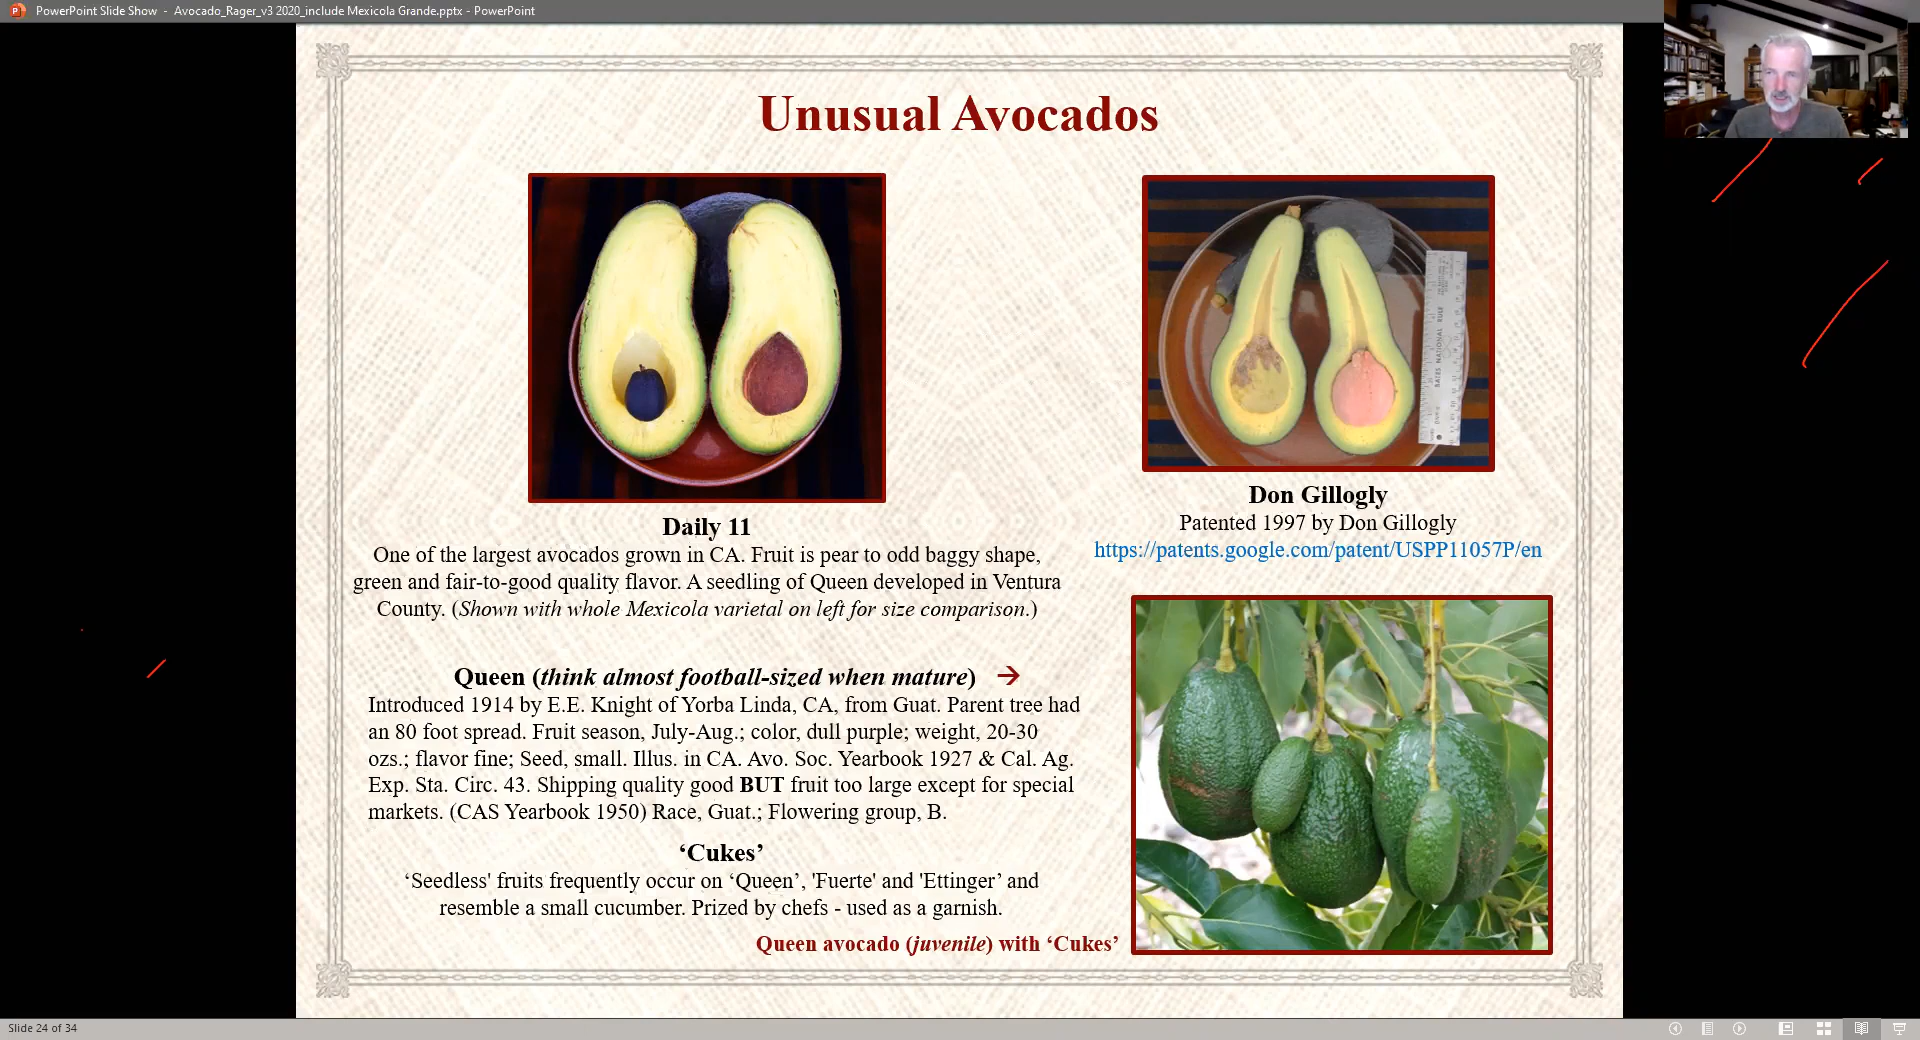 PowerPoint Slide Show - Avocado_Rager_v3 2020_include Mexicola Grande.pptx - PowerPoint
Unusual Avocados
Daily 11
One of the largest avocados grown in CA. Fruit is pear to odd baggy shape,
green and fair-to-good quality flavor. A seedling of Queen developed in Ventura
County. (Shown with whole Mexicola varietal on left for size comparison.)
Don Gillogly
Patented 1997 by Don Gillogly
https://patents.google.com/patent/USPP11057P/en
Queen (think almost football-sized when mature) →
Introduced 1914 by E.E. Knight of Yorba Linda, CA, from Guat. Parent tree had
an 80 foot spread. Fruit season, July-Aug.; color, dull purple; weight, 20-30
ozs.; flavor fine; Seed, small. Illus. in CA. Avo. Soc. Yearbook 1927 & Cal. Ag.
Exp. Sta. Circ. 43. Shipping quality good BUT fruit too large except for special
markets. (CAS Yearbook 1950) Race, Guat.; Flowering group, B.
‘Cukes’
‘Seedless' fruits frequently occur on ‘Queen’, 'Fuerte' and 'Ettinger’ and
resemble a small cucumber. Prized by chefs - used as a garnish.
Queen avocado (juvenile) with ‘Cukes’
Slide 24 of 34